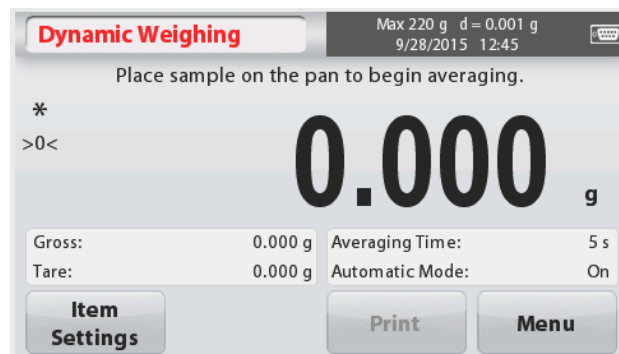 Dynamic Weighing
Max 220 g d = 0.001 g
9/28/2015 12:45
Place sample on the pan to begin averaging.
*
>0<
0.000 g
Gross: 0.000 g
Tare: 0.000 g
Averaging Time: 5 s
Automatic Mode: On
Item
Settings
Print
Menu